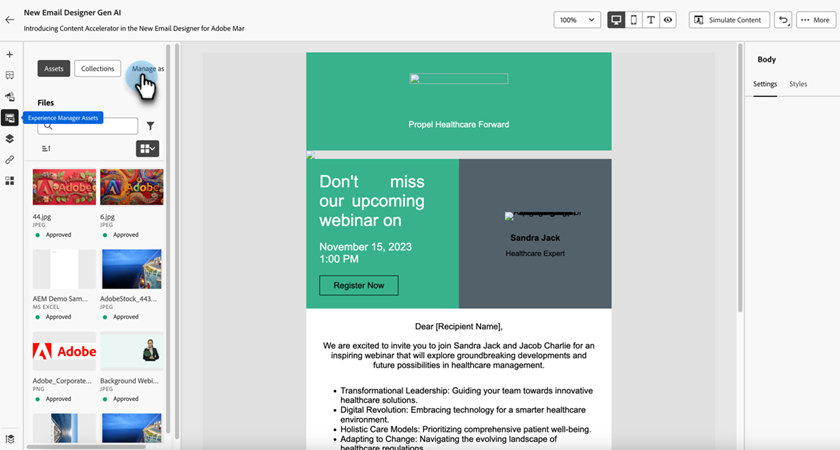 New Email Designer Gen AI
Introducing Content Accelerator in the New Email Designer for Adobe Mar
100%
Simulate Content
More
Assets
Collections
Manage as
Files
Experience Manager Assets
44.jpg
JPEG
Approved
6.jpg
JPEG
Approved
AEM Demo Sam...
MS EXCEL
Approved
AdobeStock_443...
JPEG
Approved
Adobe
Adobe_Corporate...
PNG
Approved
Background Webi...
JPEG
Approved
Propel Healthcare Forward
Don't miss
our upcoming
webinar on
November 15, 2023
1:00 PM
Register Now
Sandra Jack
Healthcare Expert
Dear [Recipient Name],
We are excited to invite you to join Sandra Jack and Jacob Charlie for an
inspiring webinar that will explore groundbreaking developments and
future possibilities in healthcare management.
• Transformational Leadership: Guiding your team towards innovative
healthcare solutions.
• Digital Revolution: Embracing technology for a smarter healthcare
environment.
• Holistic Care Models: Prioritizing comprehensive patient well-being.
• Adapting to Change: Navigating the evolving landscape of
healthcare regulations.
Body
Settings
Styles